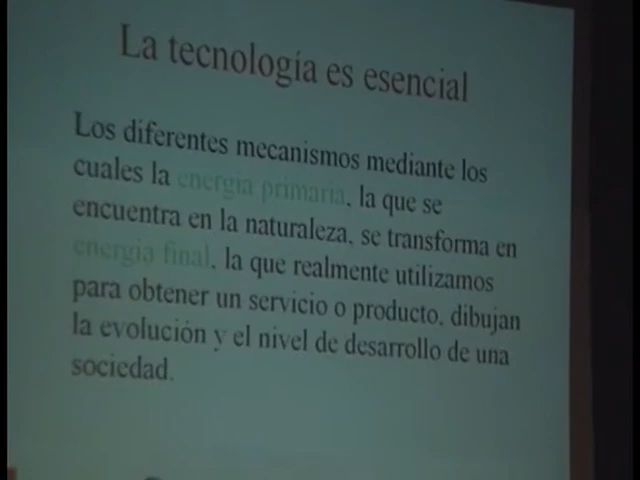 La tecnología es esencial
Los diferentes mecanismos mediante los
cuales la energia primaria, la que se
encuentra en la naturaleza, se transforma en
energia final, la que realmente utilizamos
para obtener un servicio o producto, dibujan
la evolución y el nivel de desarrollo de una
sociedad.